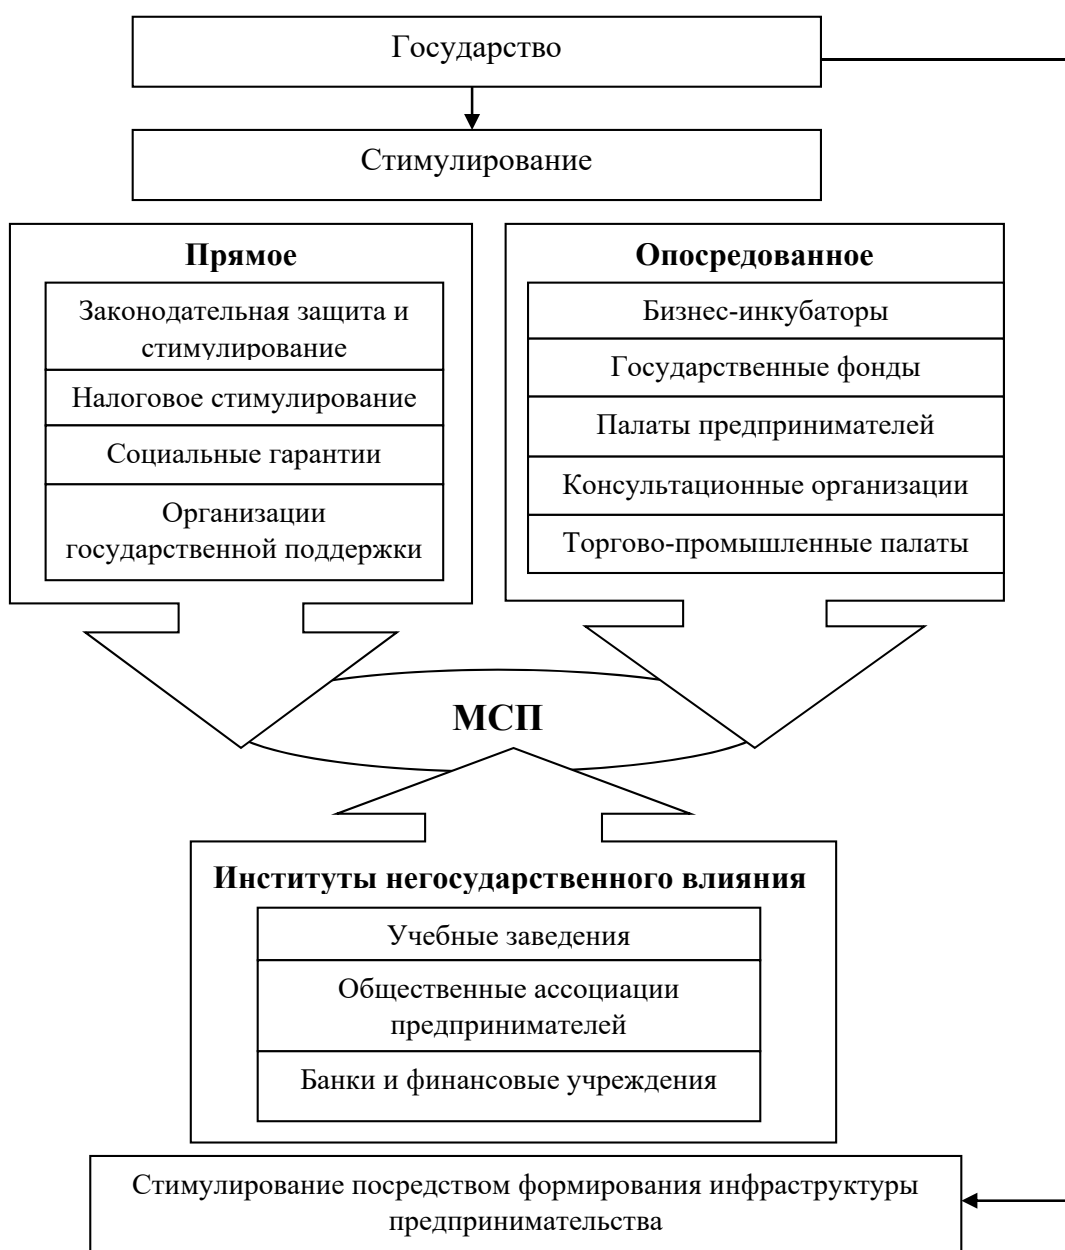 Государство
Стимулирование
Прямое
Законодательная защита и
стимулирование
Налоговое стимулирование
Социальные гарантии
Организации
государственной поддержки
Опосредованное
Бизнес-инкубаторы
Государственные фонды
Палаты предпринимателей
Консультационные организации
Торгово-промышленные палаты
МСП
Институты негосударственного влияния
Учебные заведения
Общественные ассоциации
предпринимателей
Банки и финансовые учреждения
Стимулирование посредством формирования инфраструктуры
предпринимательства